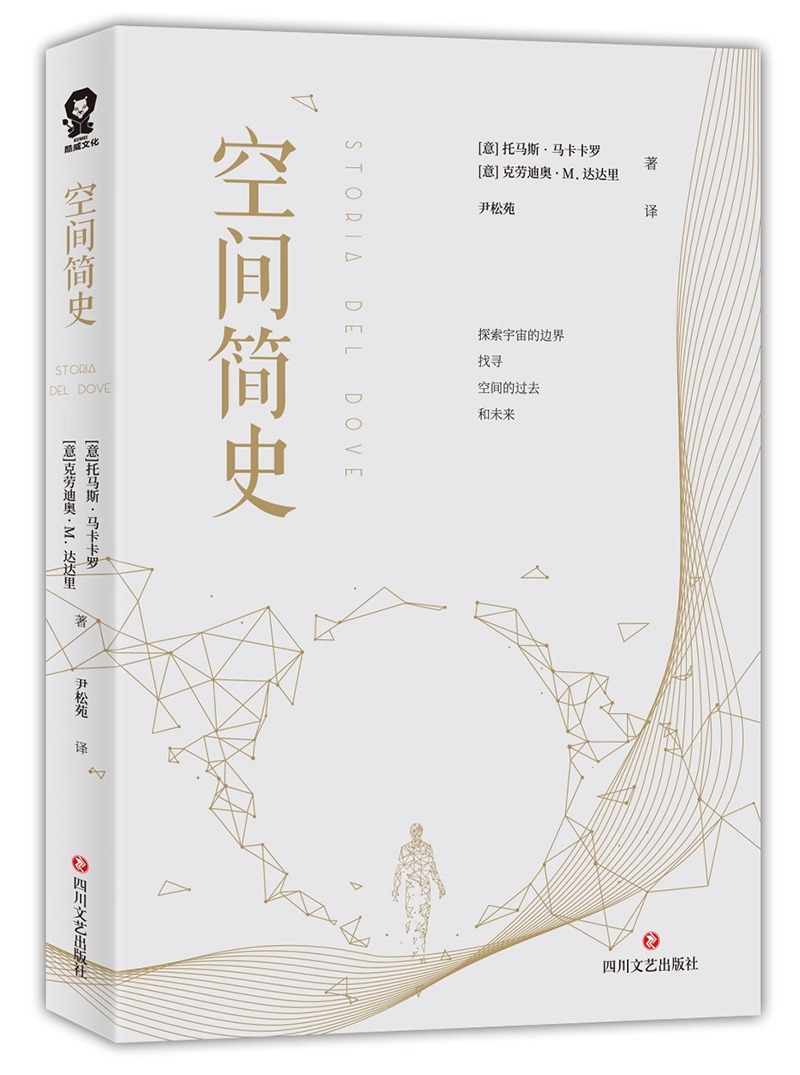 酷威文化
空间简史
STORIA
DEL DOVE
[意]托马斯·马卡卡罗
[意]克劳迪奥·M.达达里
著
尹松苑
译
四川文艺出版社
空间简史
STORIA DEL DOVE
[意]托马斯·马卡卡罗
[意]克劳迪奥·M.达达里
著
尹松苑
译
探索宇宙的边界
找寻
空间的过去
和未来
四川文艺出版社